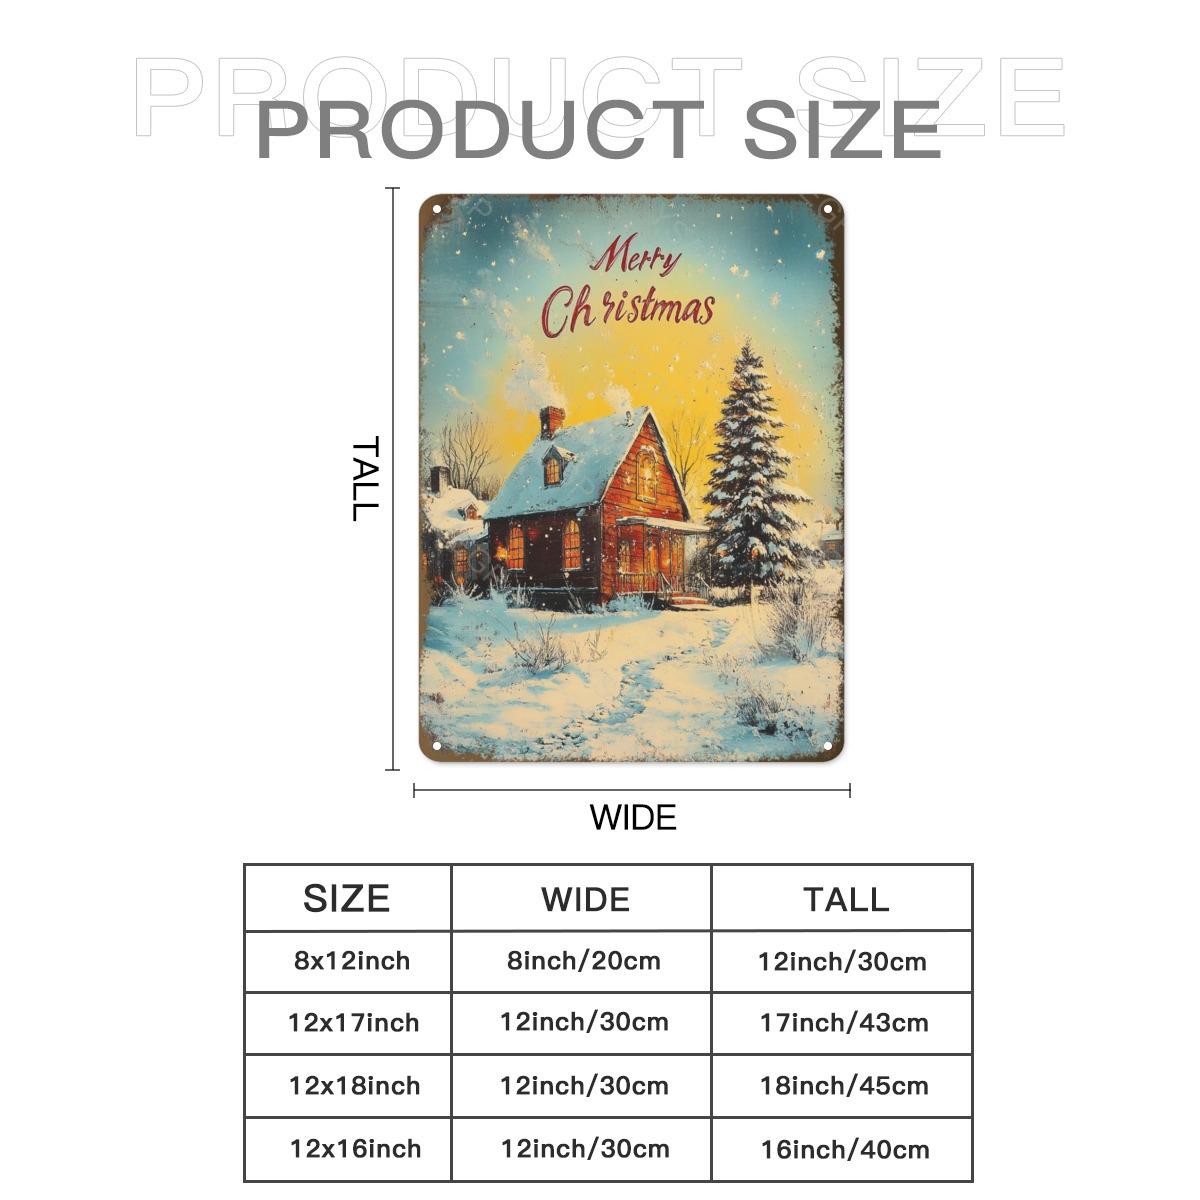 PRODUCT SIZE
PRODUCT SIZE
Merry
Christmas
TALL
WIDE
SIZE WIDE TALL
8x12inch 8inch/20cm 12inch/30cm
12x17inch 12inch/30cm 17inch/43cm
12x18inch 12inch/30cm 18inch/45cm
12x16inch 12inch/30cm 16inch/40cm